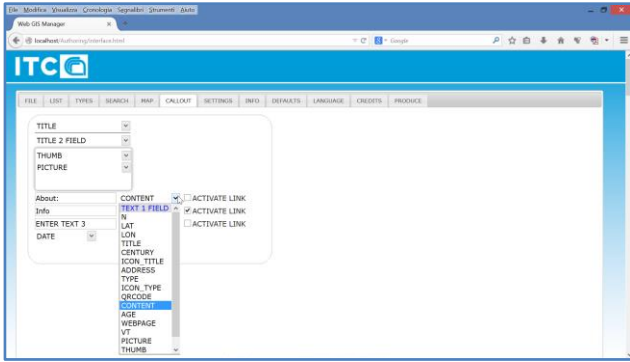 File Modifica Visualizza Cronologia Segnalibri Strumenti Aiuto
Web GIS Manager
localhost/Authoring/interface.html
Google
ITC
FILE LIST TYPES SEARCH MAP CALLOUT SETTINGS INFO DEFAULTS LANGUAGE CREDITS PRODUCE
TITLE
TITLE 2 FIELD
THUMB
PICTURE
About: CONTENT ACTIVATE LINK
Info ACTIVATE LINK
ENTER TEXT 3 ACTIVATE LINK
DATE
TEXT 1 FIELD
N
LAT
LON
TITLE
CENTURY
ICON_TITLE
ADDRESS
TYPE
ICON_TYPE
QRCODE
CONTENT
AGE
WEBPAGE
VT
PICTURE
THUMB